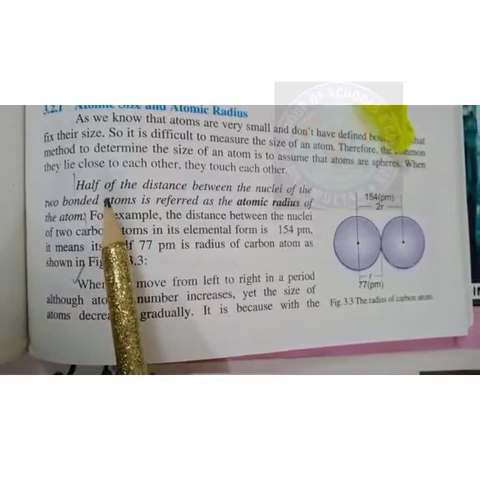 3.2.1 Atomic Size and Atomic Radius
As we know that atoms are very small and don't have defined
fix their size. So it is difficult to measure the size of an atom. Therefore, the common
method to determine the size of an atom is to assume that atoms are spheres. When
they lie close to each other, they touch each other.
Half of the distance between the nuclei of the
two bonded atoms is referred as the atomic radius of
the atom. For example, the distance between the nuclei
of two carbon atoms in its elemental form is 154 pm,
it means its 77 pm is radius of carbon atom as
shown in 3.3:
When move from left to right in a period
although number increases, yet the size of
atoms gradually. It is because with the
154(pm)
2r
r
77(pm)
Fig. 3.3 The radius of carbon atom.